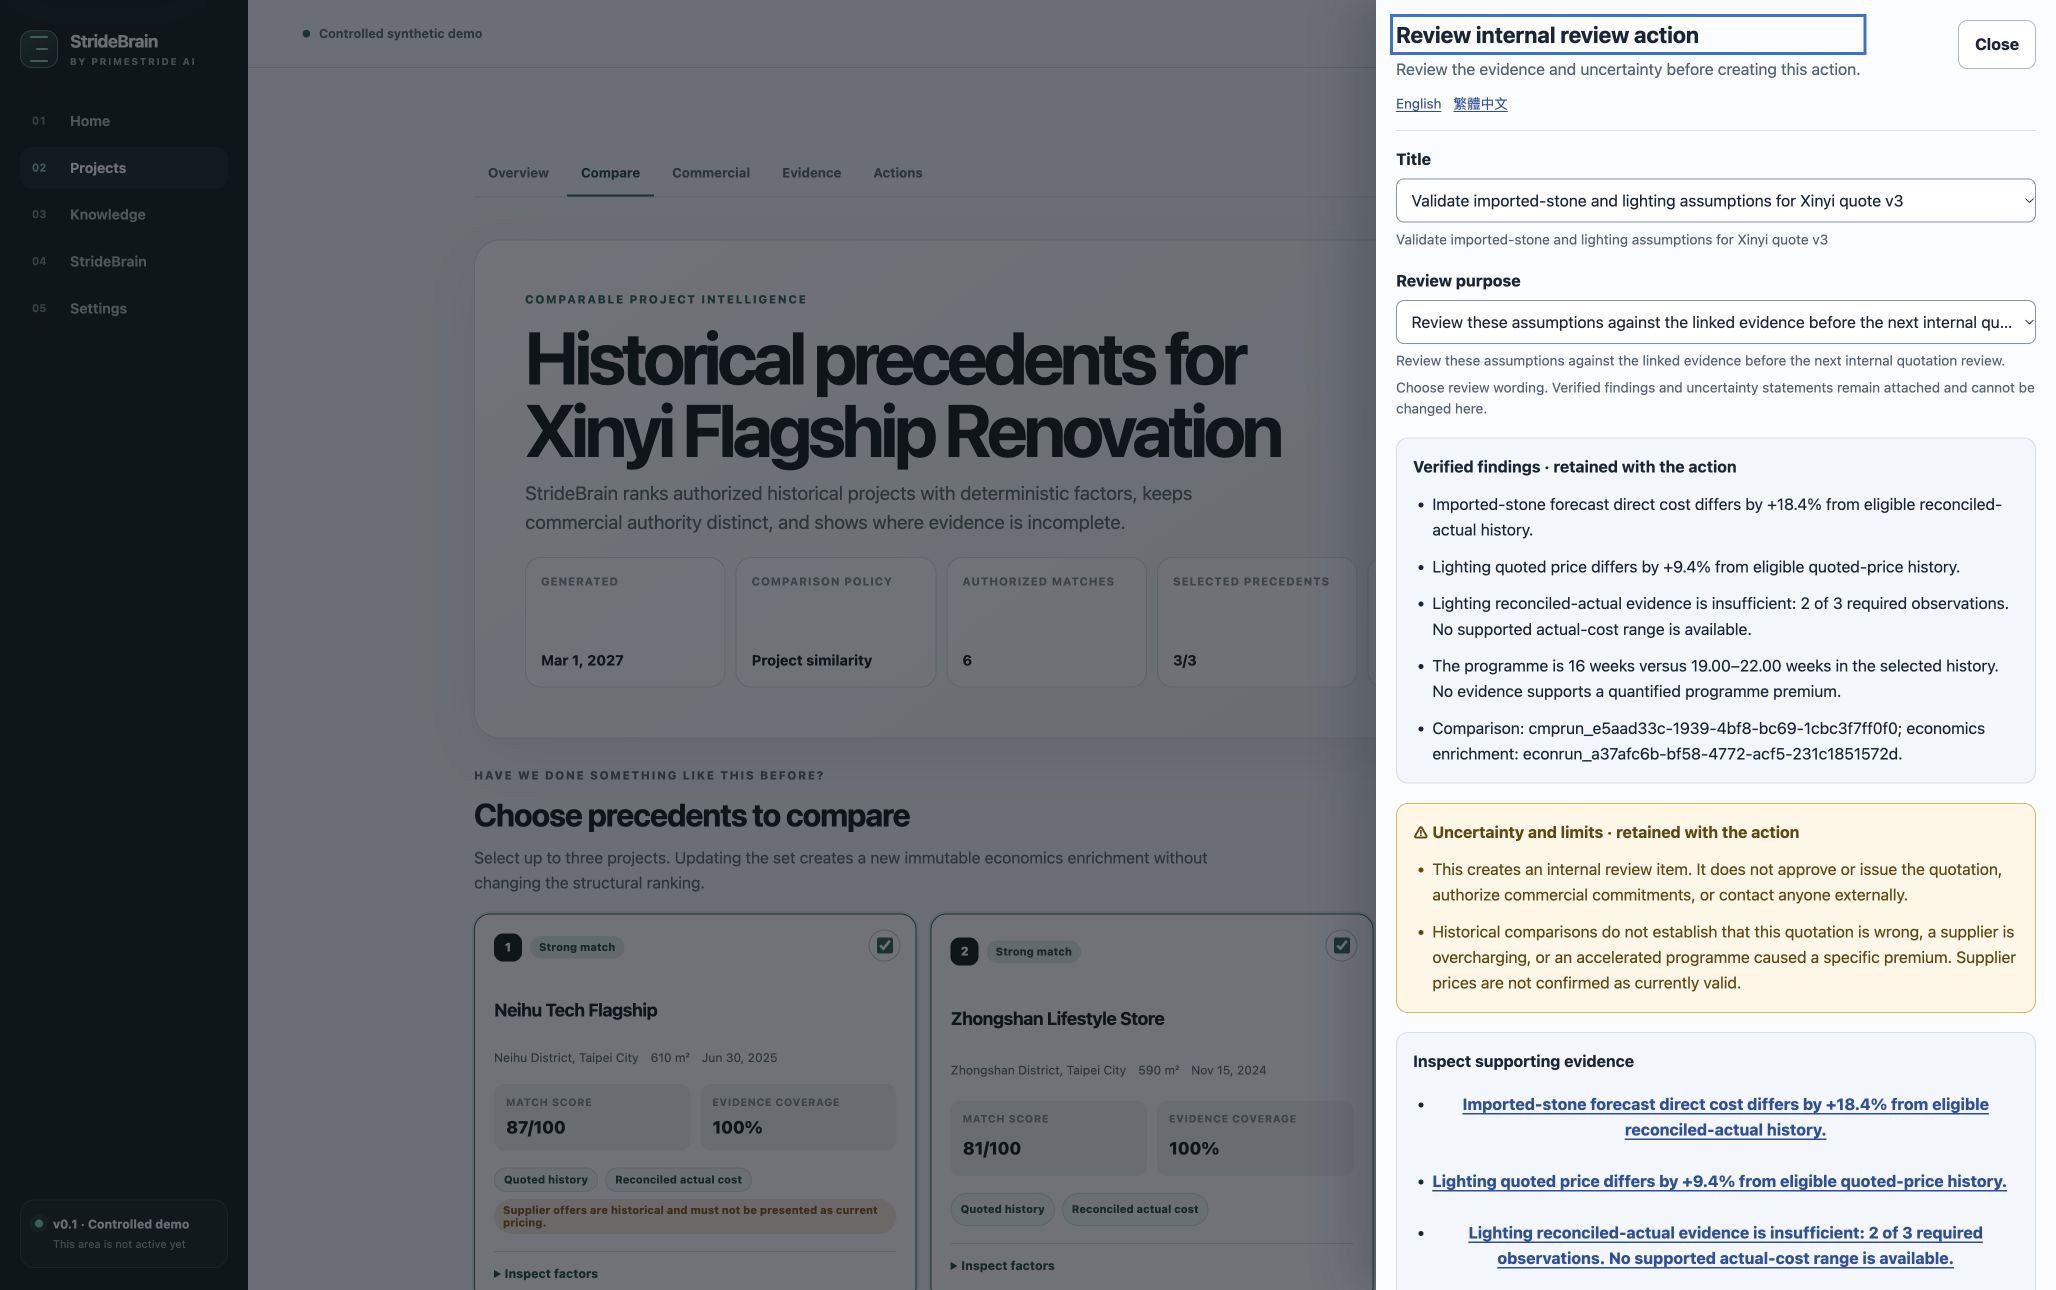 StrideBrain
BY PRIMESTRIDE AI
01 Home
02 Projects
03 Knowledge
04 StrideBrain
05 Settings
v0.1 · Controlled demo
This area is not active yet
Controlled synthetic demo
Overview Compare Commercial Evidence Actions
COMPARABLE PROJECT INTELLIGENCE
Historical precedents for
Xinyi Flagship Renovation
StrideBrain ranks authorized historical projects with deterministic factors, keeps
commercial authority distinct, and shows where evidence is incomplete.
GENERATED
Mar 1, 2027
COMPARISON POLICY
Project similarity
AUTHORIZED MATCHES
6
SELECTED PRECEDENTS
3/3
HAVE WE DONE SOMETHING LIKE THIS BEFORE?
Choose precedents to compare
Select up to three projects. Updating the set creates a new immutable economics enrichment without
changing the structural ranking.
1 Strong match
Neihu Tech Flagship
Neihu District, Taipei City 610 m² Jun 30, 2025
MATCH SCORE
87/100
EVIDENCE COVERAGE
100%
Quoted history Reconciled actual cost
Supplier offers are historical and must not be presented as current
pricing.
Inspect factors
2 Strong match
Zhongshan Lifestyle Store
Zhongshan District, Taipei City 590 m² Nov 15, 2024
MATCH SCORE
81/100
EVIDENCE COVERAGE
100%
Quoted history Reconciled actual cost
Inspect factors
Review internal review action
Close
Review the evidence and uncertainty before creating this action.
English 繁體中文
Title
Validate imported-stone and lighting assumptions for Xinyi quote v3
Validate imported-stone and lighting assumptions for Xinyi quote v3
Review purpose
Review these assumptions against the linked evidence before the next internal qu...
Review these assumptions against the linked evidence before the next internal quotation review.
Choose review wording. Verified findings and uncertainty statements remain attached and cannot be
changed here.
Verified findings · retained with the action
• Imported-stone forecast direct cost differs by +18.4% from eligible reconciled-
actual history.
• Lighting quoted price differs by +9.4% from eligible quoted-price history.
• Lighting reconciled-actual evidence is insufficient: 2 of 3 required observations.
No supported actual-cost range is available.
• The programme is 16 weeks versus 19.00–22.00 weeks in the selected history.
No evidence supports a quantified programme premium.
• Comparison: cmprun_e5aad33c-1939-4bf8-bc69-1cbc3f7ff0f0; economics
enrichment: econrun_a37afc6b-bf58-4772-acf5-231c1851572d.
⚠ Uncertainty and limits · retained with the action
• This creates an internal review item. It does not approve or issue the quotation,
authorize commercial commitments, or contact anyone externally.
• Historical comparisons do not establish that this quotation is wrong, a supplier is
overcharging, or an accelerated programme caused a specific premium. Supplier
prices are not confirmed as currently valid.
Inspect supporting evidence
• Imported-stone forecast direct cost differs by +18.4% from eligible
reconciled-actual history.
• Lighting quoted price differs by +9.4% from eligible quoted-price history.
• Lighting reconciled-actual evidence is insufficient: 2 of 3 required
observations. No supported actual-cost range is available.